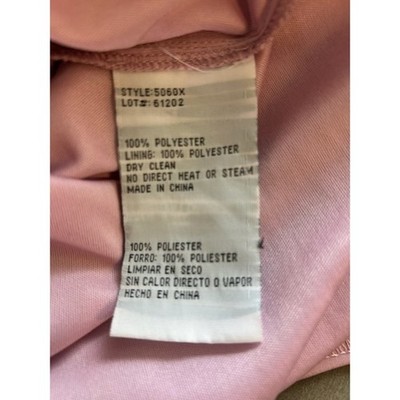 STYLE:5060X
LOT#: 61202
100% POLYESTER
LINING: 100% POLYESTER
DRY CLEAN
NO DIRECT HEAT OR STEAM
MADE IN CHINA
100% POLIESTER
FORRO: 100% POLIESTER
LIMPIAR EN SECO
SIN CALOR DIRECTO O VAPOR
HECHO EN CHINA